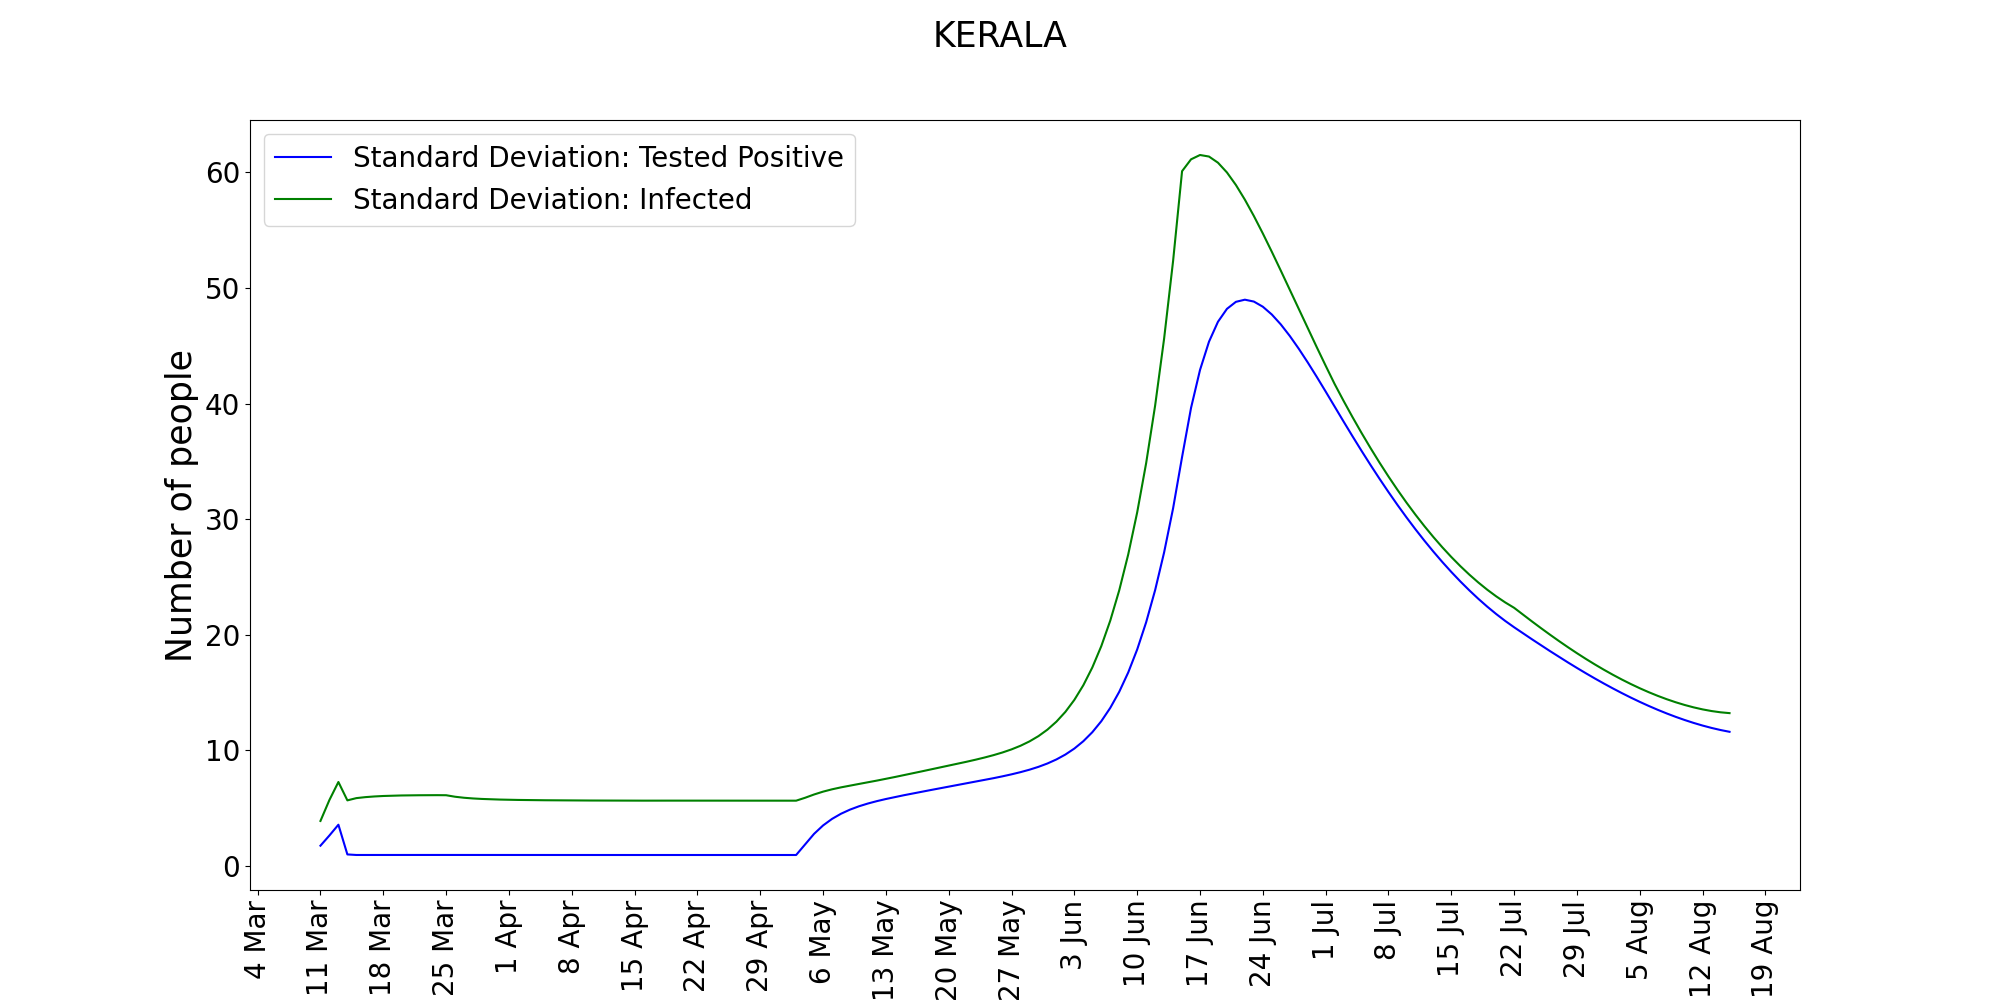 KERALA
Standard Deviation: Tested Positive
Standard Deviation: Infected
Number of people
60
50
40
30
20
10
0
4 Mar
11 Mar
18 Mar
25 Mar
1 Apr
8 Apr
15 Apr
22 Apr
29 Apr
6 May
13 May
20 May
27 May
3 Jun
10 Jun
17 Jun
24 Jun
1 Jul
8 Jul
15 Jul
22 Jul
29 Jul
5 Aug
12 Aug
19 Aug